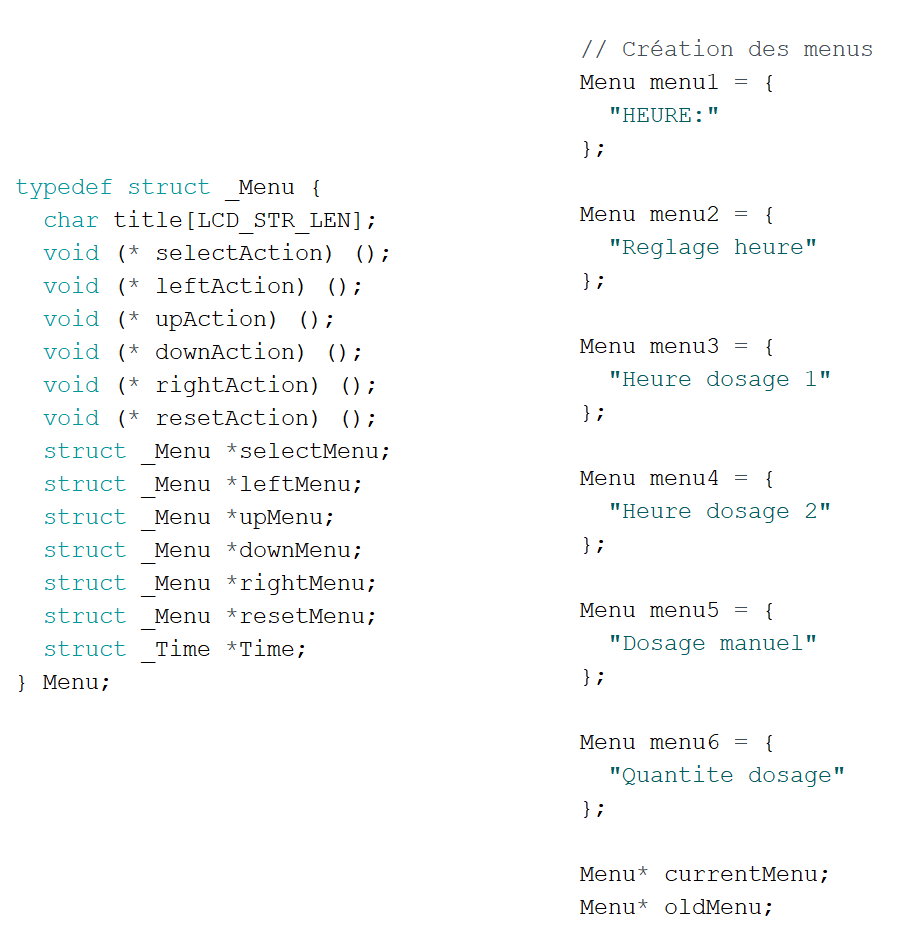 typedef struct _Menu {
  char title[LCD_STR_LEN];
  void (* selectAction) ();
  void (* leftAction) ();
  void (* upAction) ();
  void (* downAction) ();
  void (* rightAction) ();
  void (* resetAction) ();
  struct _Menu *selectMenu;
  struct _Menu *leftMenu;
  struct _Menu *upMenu;
  struct _Menu *downMenu;
  struct _Menu *rightMenu;
  struct _Menu *resetMenu;
  struct _Time *Time;
} Menu;
// Création des menus
Menu menu1 = {
  "HEURE:"
};
Menu menu2 = {
  "Reglage heure"
};
Menu menu3 = {
  "Heure dosage 1"
};
Menu menu4 = {
  "Heure dosage 2"
};
Menu menu5 = {
  "Dosage manuel"
};
Menu menu6 = {
  "Quantite dosage"
};
Menu* currentMenu;
Menu* oldMenu;